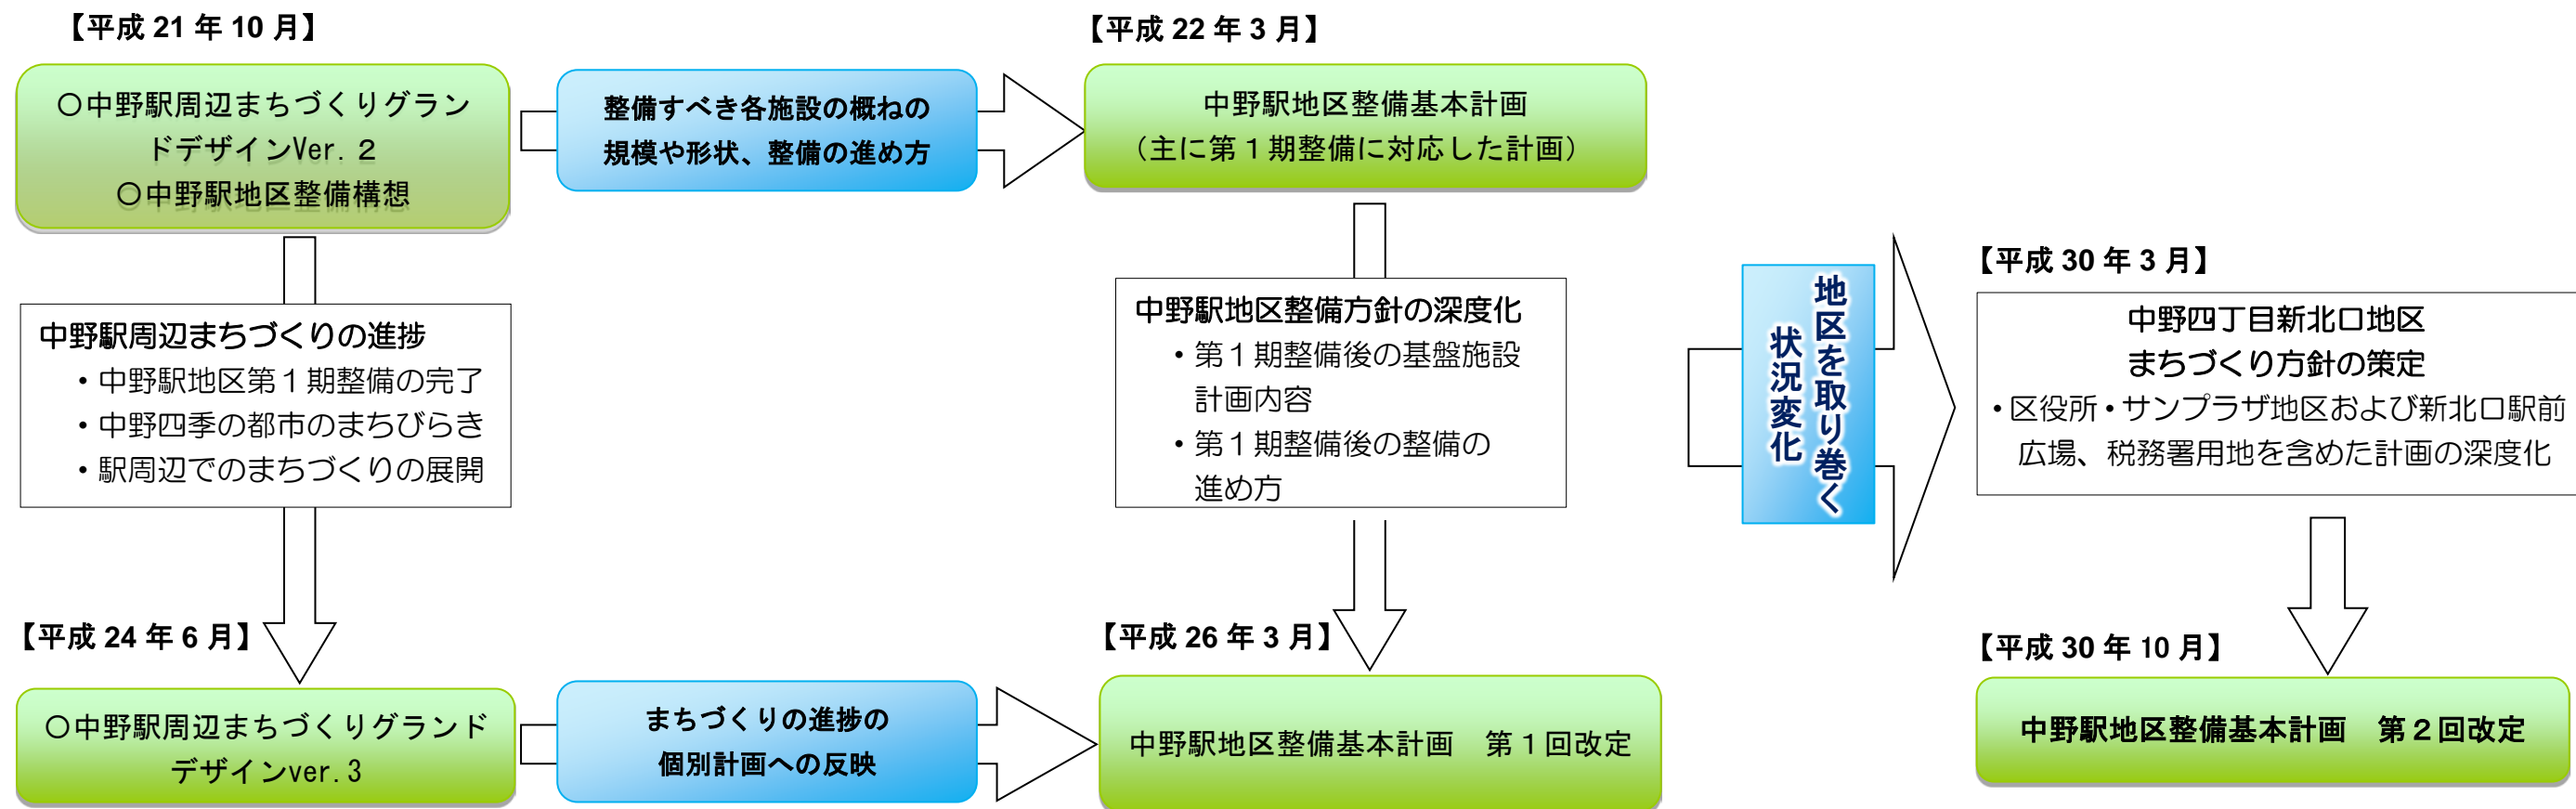 【平成 21 年 10 月】
〇中野駅周辺まちづくりグラン
ドデザインVer.２
〇中野駅地区整備構想
整備すべき各施設の概ねの
規模や形状、整備の進め方
【平成 22 年 3 月】
中野駅地区整備基本計画
（主に第１期整備に対応した計画）
中野駅周辺まちづくりの進捗
・中野駅地区第１期整備の完了
・中野四季の都市のまちびらき
・駅周辺でのまちづくりの展開
中野駅地区整備方針の深度化
・第１期整備後の基盤施設
計画内容
・第１期整備後の整備の
進め方
地区を取り巻く
状況変化
【平成 30 年 3 月】
中野四丁目新北口地区
まちづくり方針の策定
・区役所・サンプラザ地区および新北口駅前
広場、税務署用地を含めた計画の深度化
【平成 24 年 6 月】
〇中野駅周辺まちづくりグランド
デザインver.3
まちづくりの進捗の
個別計画への反映
【平成 26 年 3 月】
中野駅地区整備基本計画　第１回改定
【平成 30 年 10 月】
中野駅地区整備基本計画　第２回改定